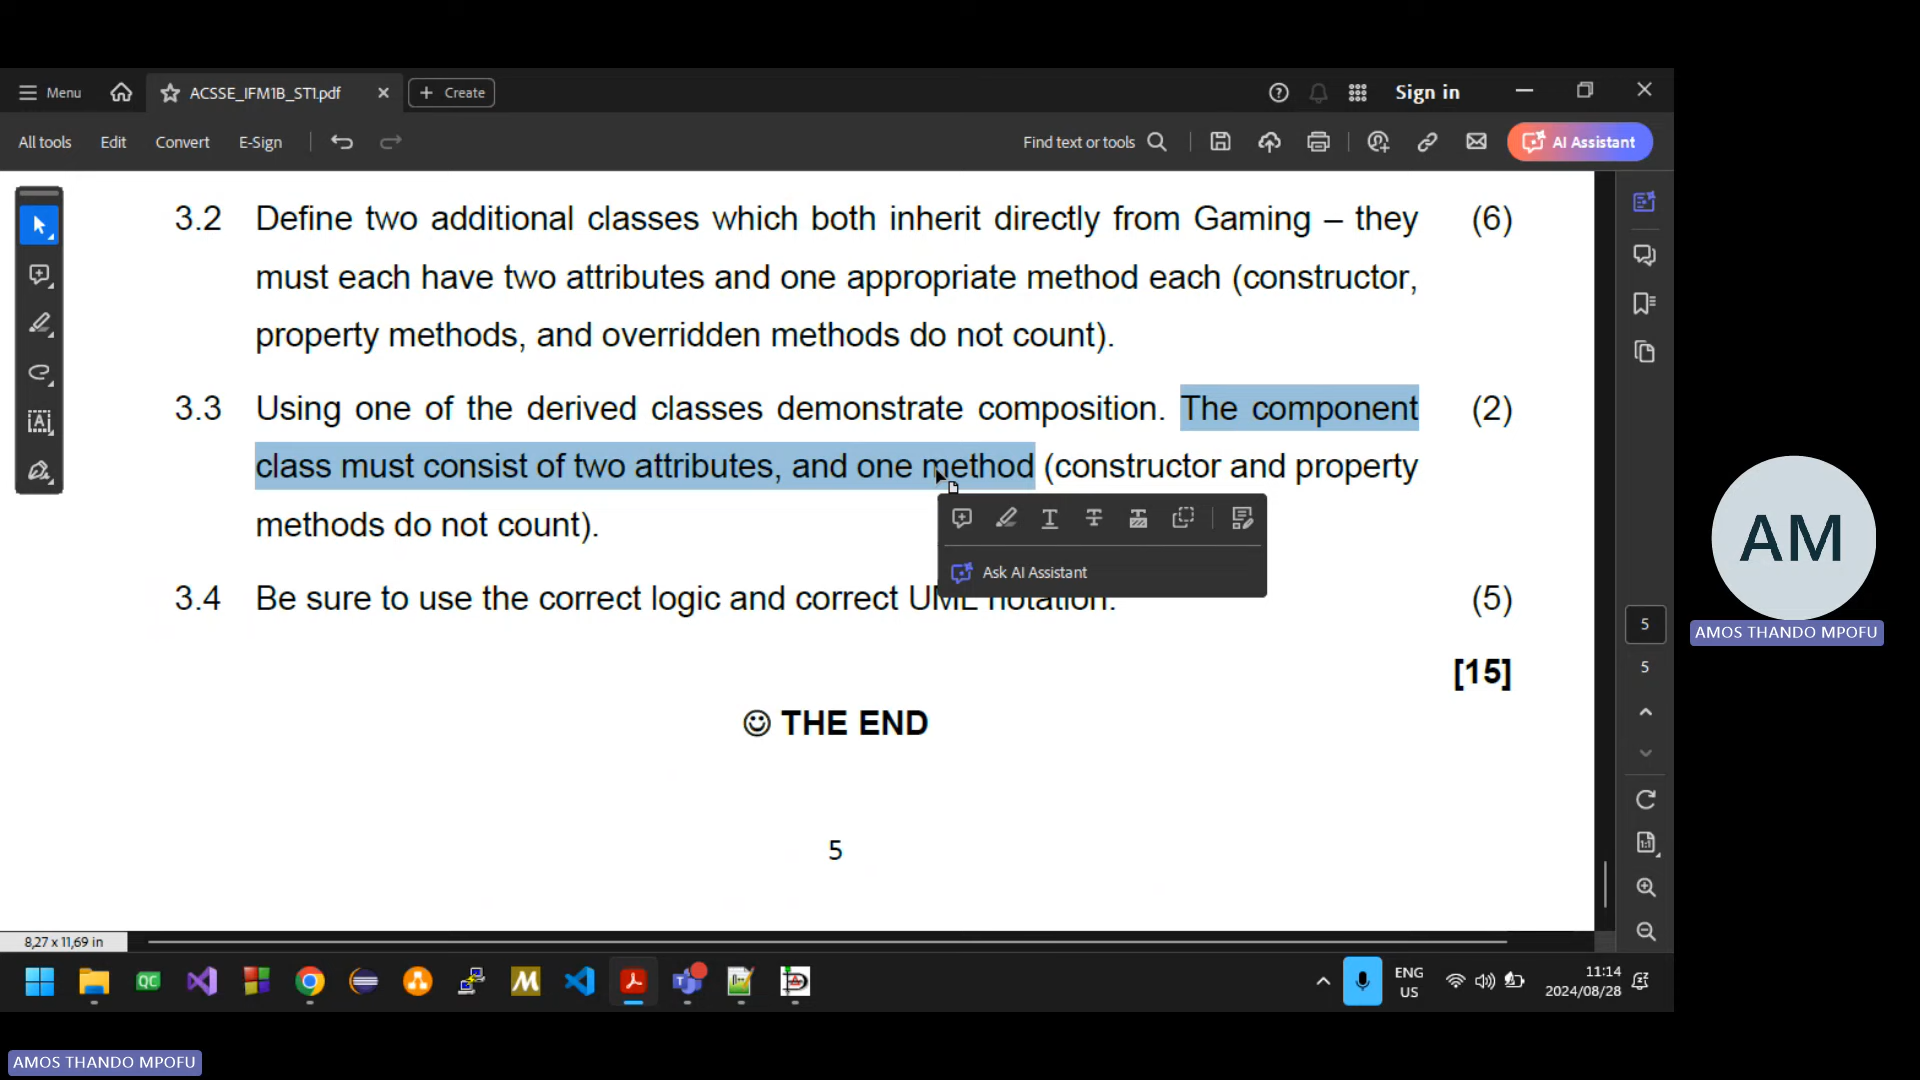 Menu
ACSSE_IFM1B_ST1.pdf
Create
Sign in
All tools
Edit
Convert
E-Sign
Find text or tools
AI Assistant
3.2 Define two additional classes which both inherit directly from Gaming – they (6)
must each have two attributes and one appropriate method each (constructor,
property methods, and overridden methods do not count).
3.3 Using one of the derived classes demonstrate composition. The component (2)
class must consist of two attributes, and one method (constructor and property
methods do not count).
Ask AI Assistant
3.4 Be sure to use the correct logic and correct UML notation. (5)
[15]
☺ THE END
5
5
5
8,27 x 11,69 in
QC
ENG
US
11:14
2024/08/28
AM
AMOS THANDO MPOFU
AMOS THANDO MPOFU